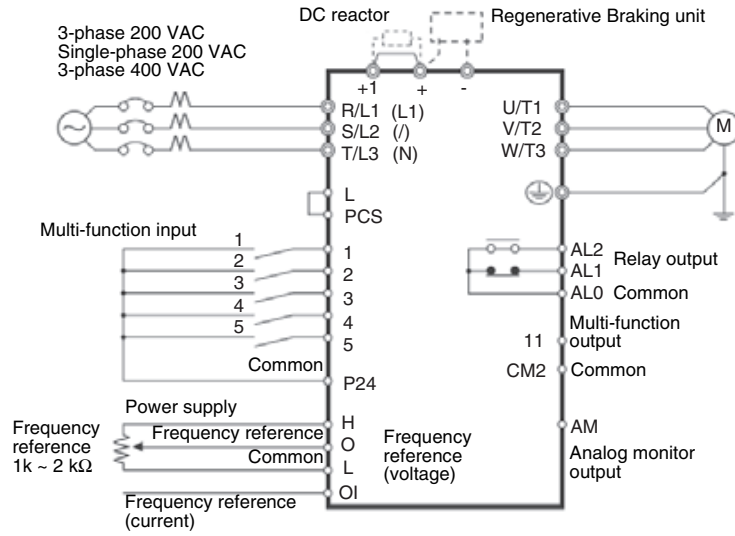 DC reactor
Regenerative Braking unit
3-phase 200 VAC
Single-phase 200 VAC
3-phase 400 VAC
+1 + -
R/L1 (L1)
S/L2 (/)
T/L3 (N)
U/T1
V/T2
W/T3
M
L
PCS
Multi-function input
1 1
2 2
3 3
4 4
5 5
Common
P24
AL2
AL1
Relay output
AL0 Common
Multi-function
output
11
CM2 Common
Power supply
H
Frequency
reference
1k ~ 2 kΩ
Frequency reference
O
Common
L
Frequency
reference
(voltage)
OI
Frequency reference
(current)
AM
Analog monitor
output